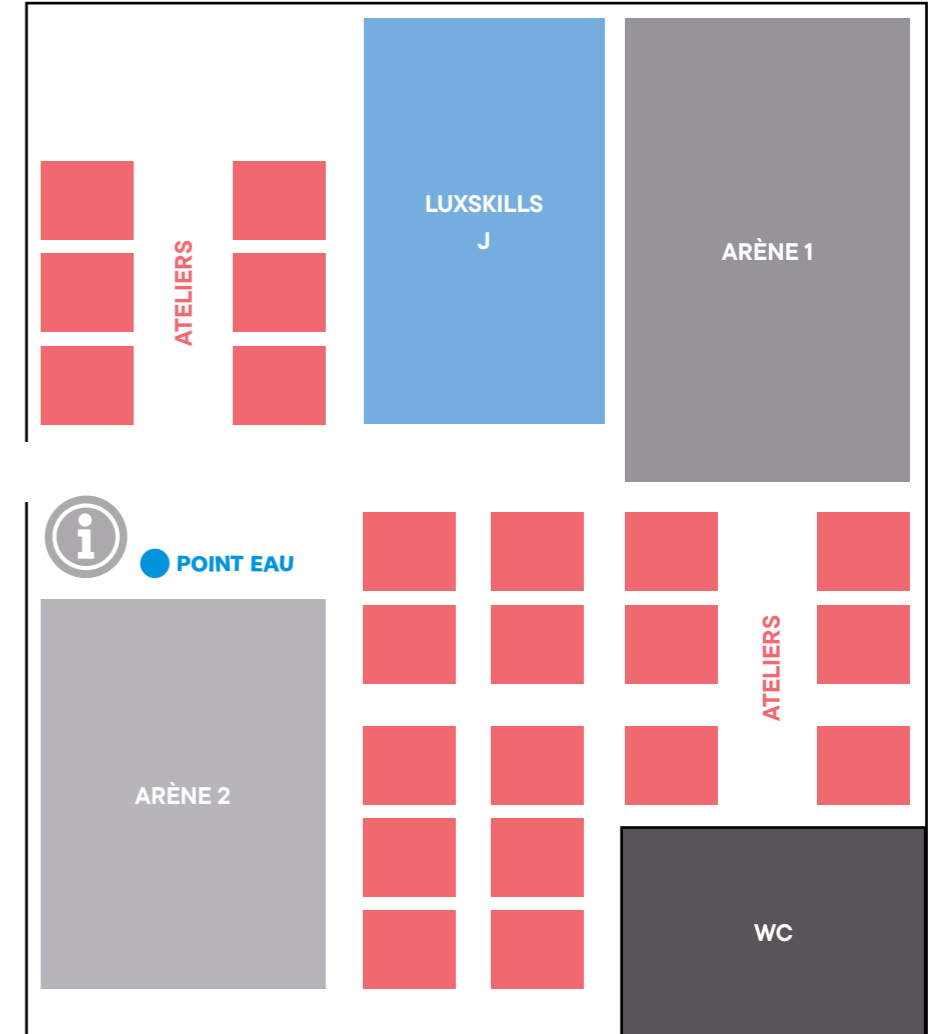 LUXSKILLS
J
ARÈNE 1
ATELIERS
i
POINT EAU
ATELIERS
ARÈNE 2
WC